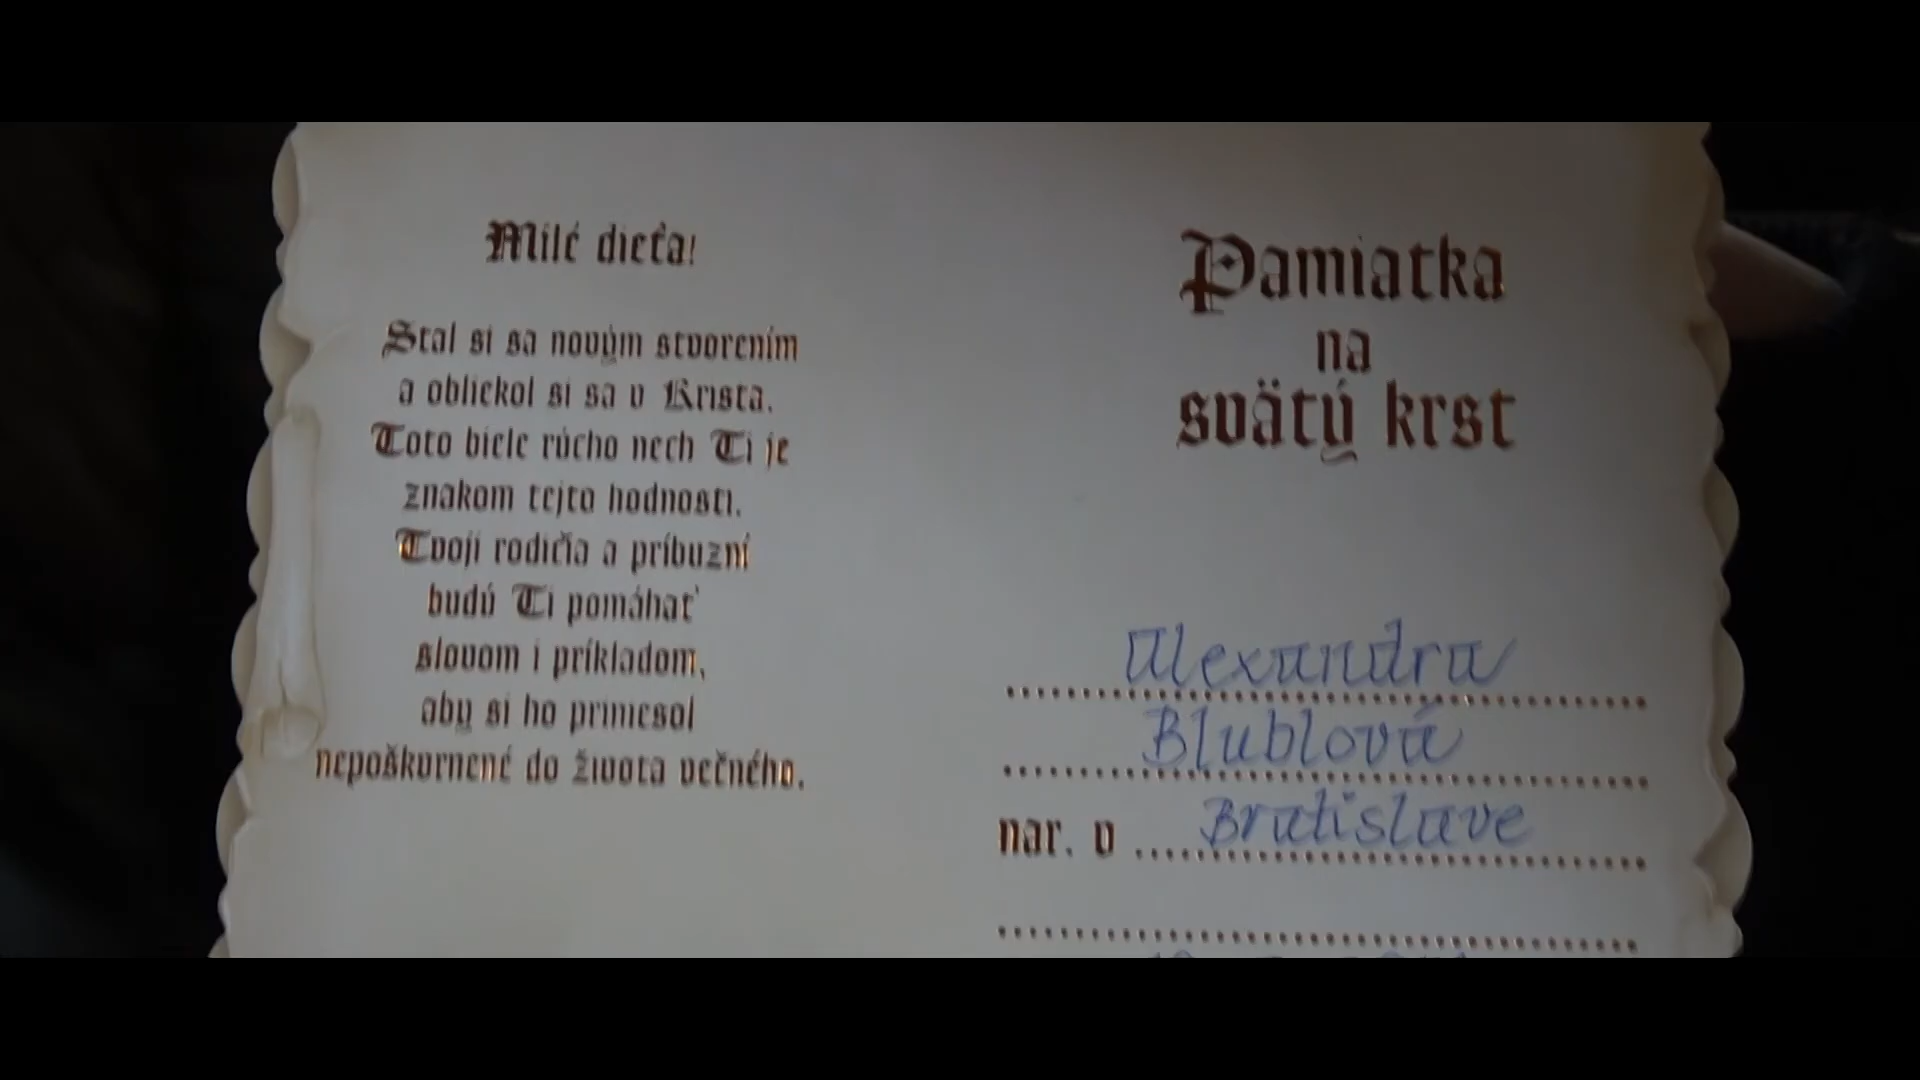 Milé dieťa!
Stal si sa novým stvorením
a obliekol si sa v Krista.
Toto biele rúcho nech Ti je
znakom tejto hodnosti.
Tvoji rodičia a príbuzní
budú Ti pomáhať
slovom i príkladom,
aby si ho priniesol
nepoškvrnené do života večného.
Pamiatka
na
svätý krst
Alexandra
Blublová
nar. v Bratislave